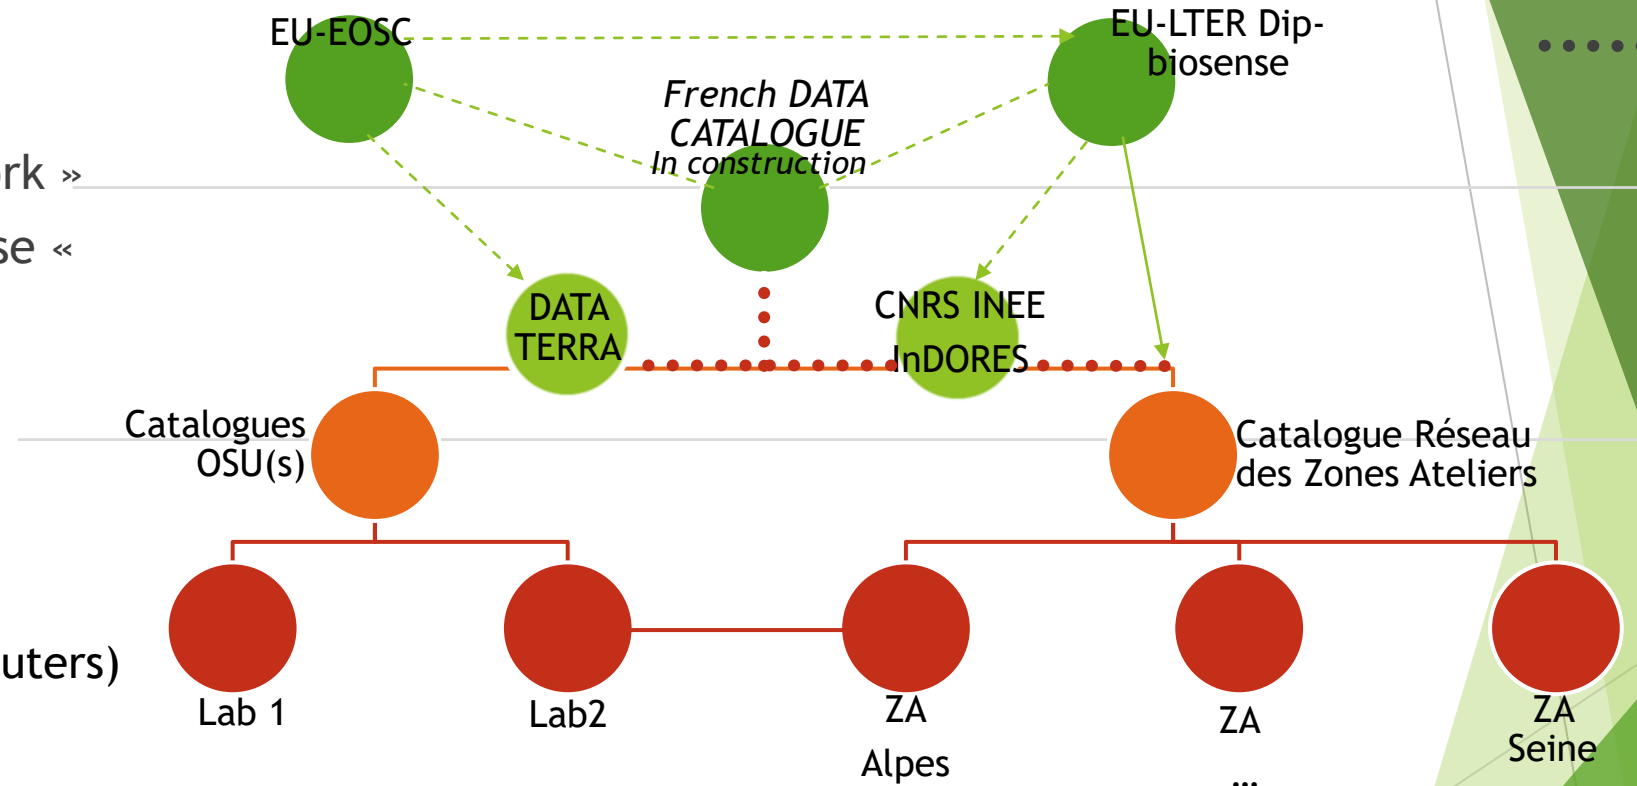 EU-EOSC
EU-LTER Dip-
biosense
French DATA
CATALOGUE
In construction
rk »
se «
DATA
TERRA
CNRS INEE
InDORES
Catalogues
OSU(s)
Catalogue Réseau
des Zones Ateliers
uters)
Lab 1
Lab2
ZA
Alpes
ZA
...
ZA
Seine